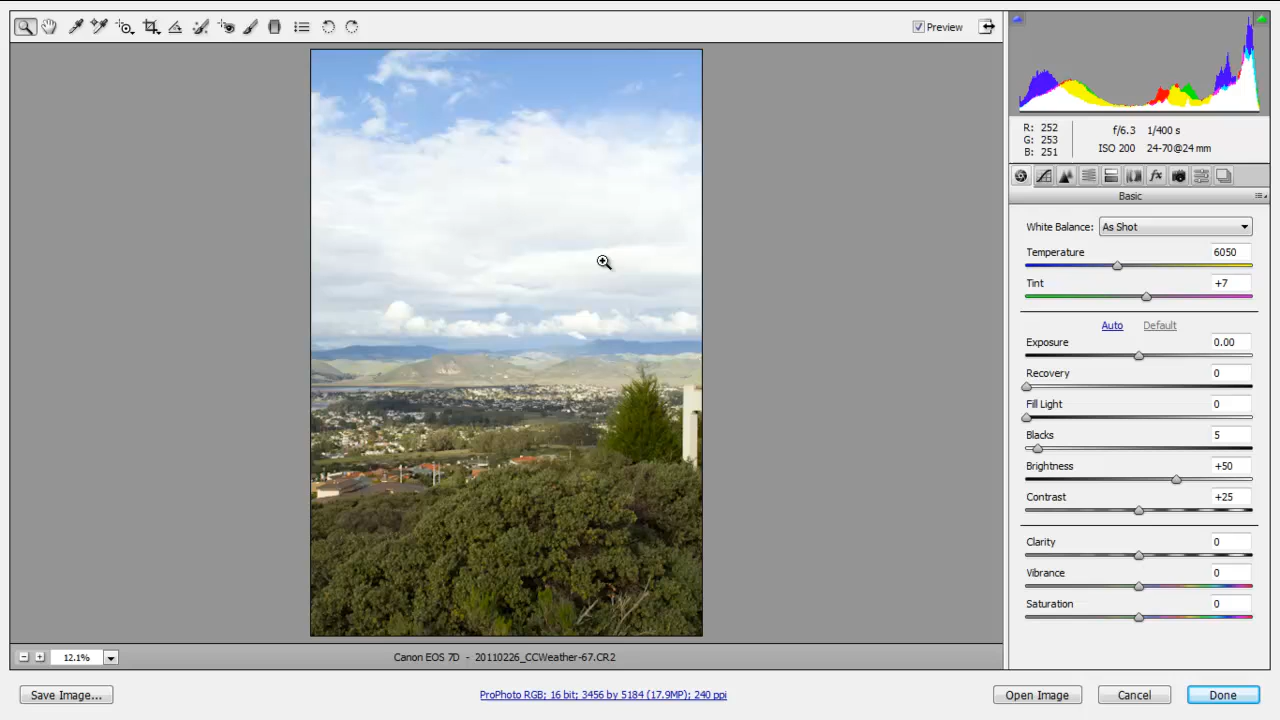 Preview
R: 252
G: 253
B: 251
f/6.3 1/400 s
ISO 200 24-70@24 mm
fx
Basic
White Balance: As Shot
Temperature 6050
Tint +7
Auto Default
Exposure 0.00
Recovery 0
Fill Light 0
Blacks 5
Brightness +50
Contrast +25
Clarity 0
Vibrance 0
Saturation 0
12.1%
Canon EOS 7D - 20110226_CCWeather-67.CR2
Save Image...
ProPhoto RGB; 16 bit; 3456 by 5184 (17.9MP); 240 ppi
Open Image
Cancel
Done